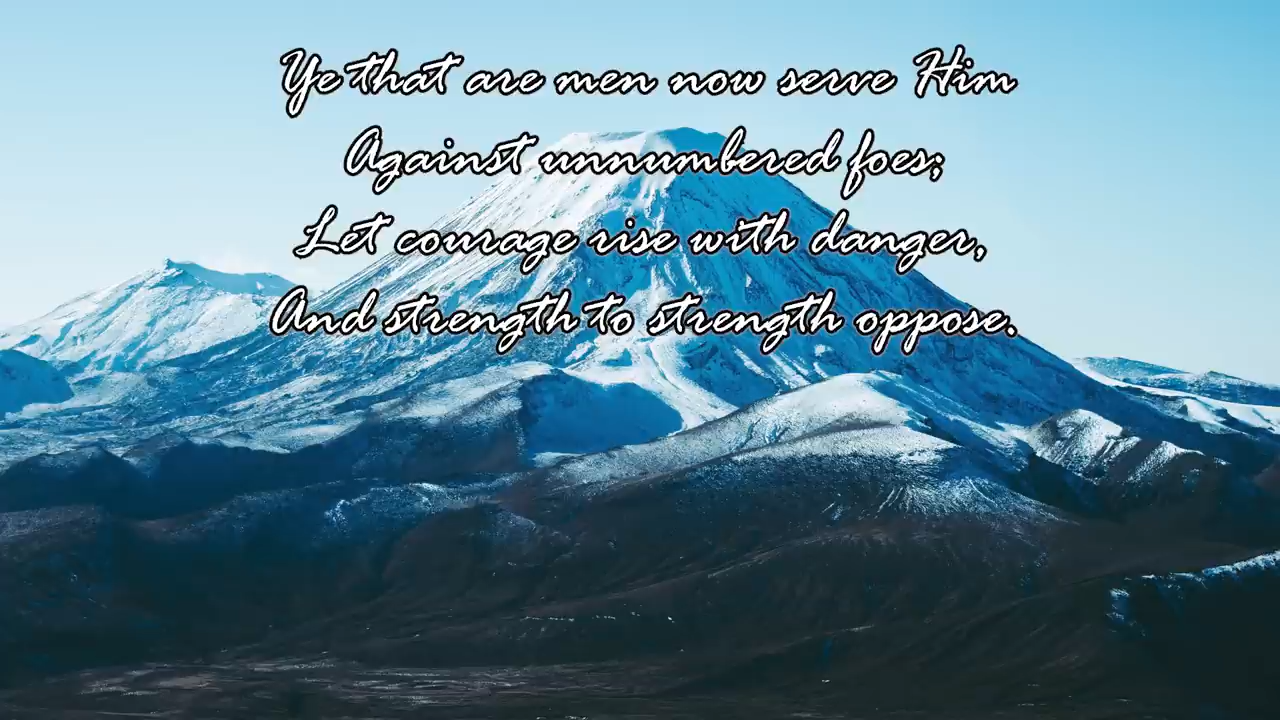 Ye that are men now serve Him
Against unnumbered foes;
Let courage rise with danger,
And strength to strength oppose.